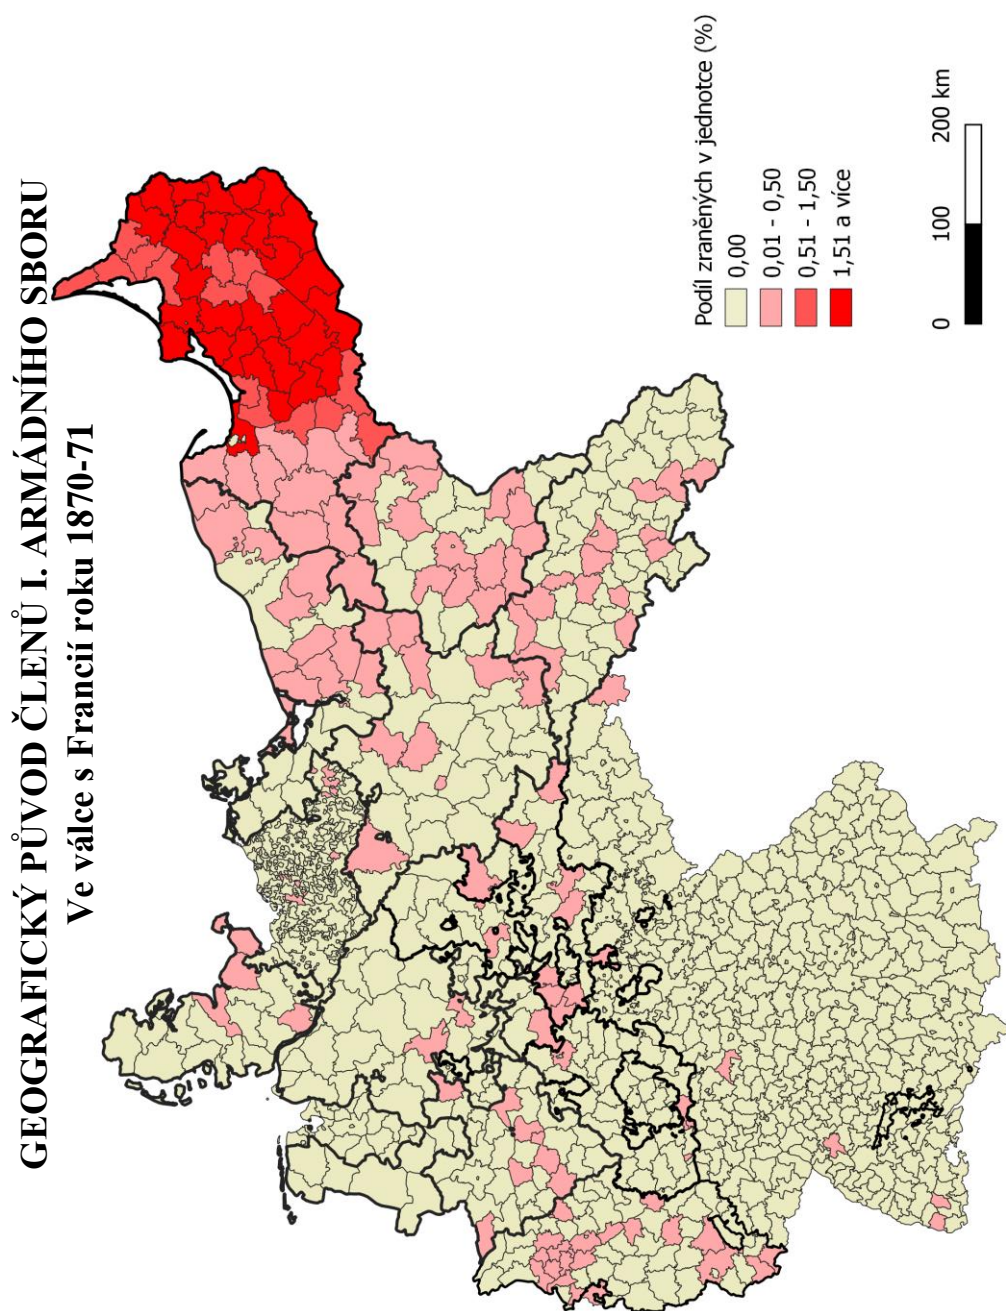 GEOGRAFICKÝ PŮVOD ČLENŮ I. ARMÁDNÍHO SBORU
Ve válce s Francií roku 1870-71
Podíl zraněných v jednotce (%)
0,00
0,01 - 0,50
0,51 - 1,50
1,51 a více
0 100 200 km